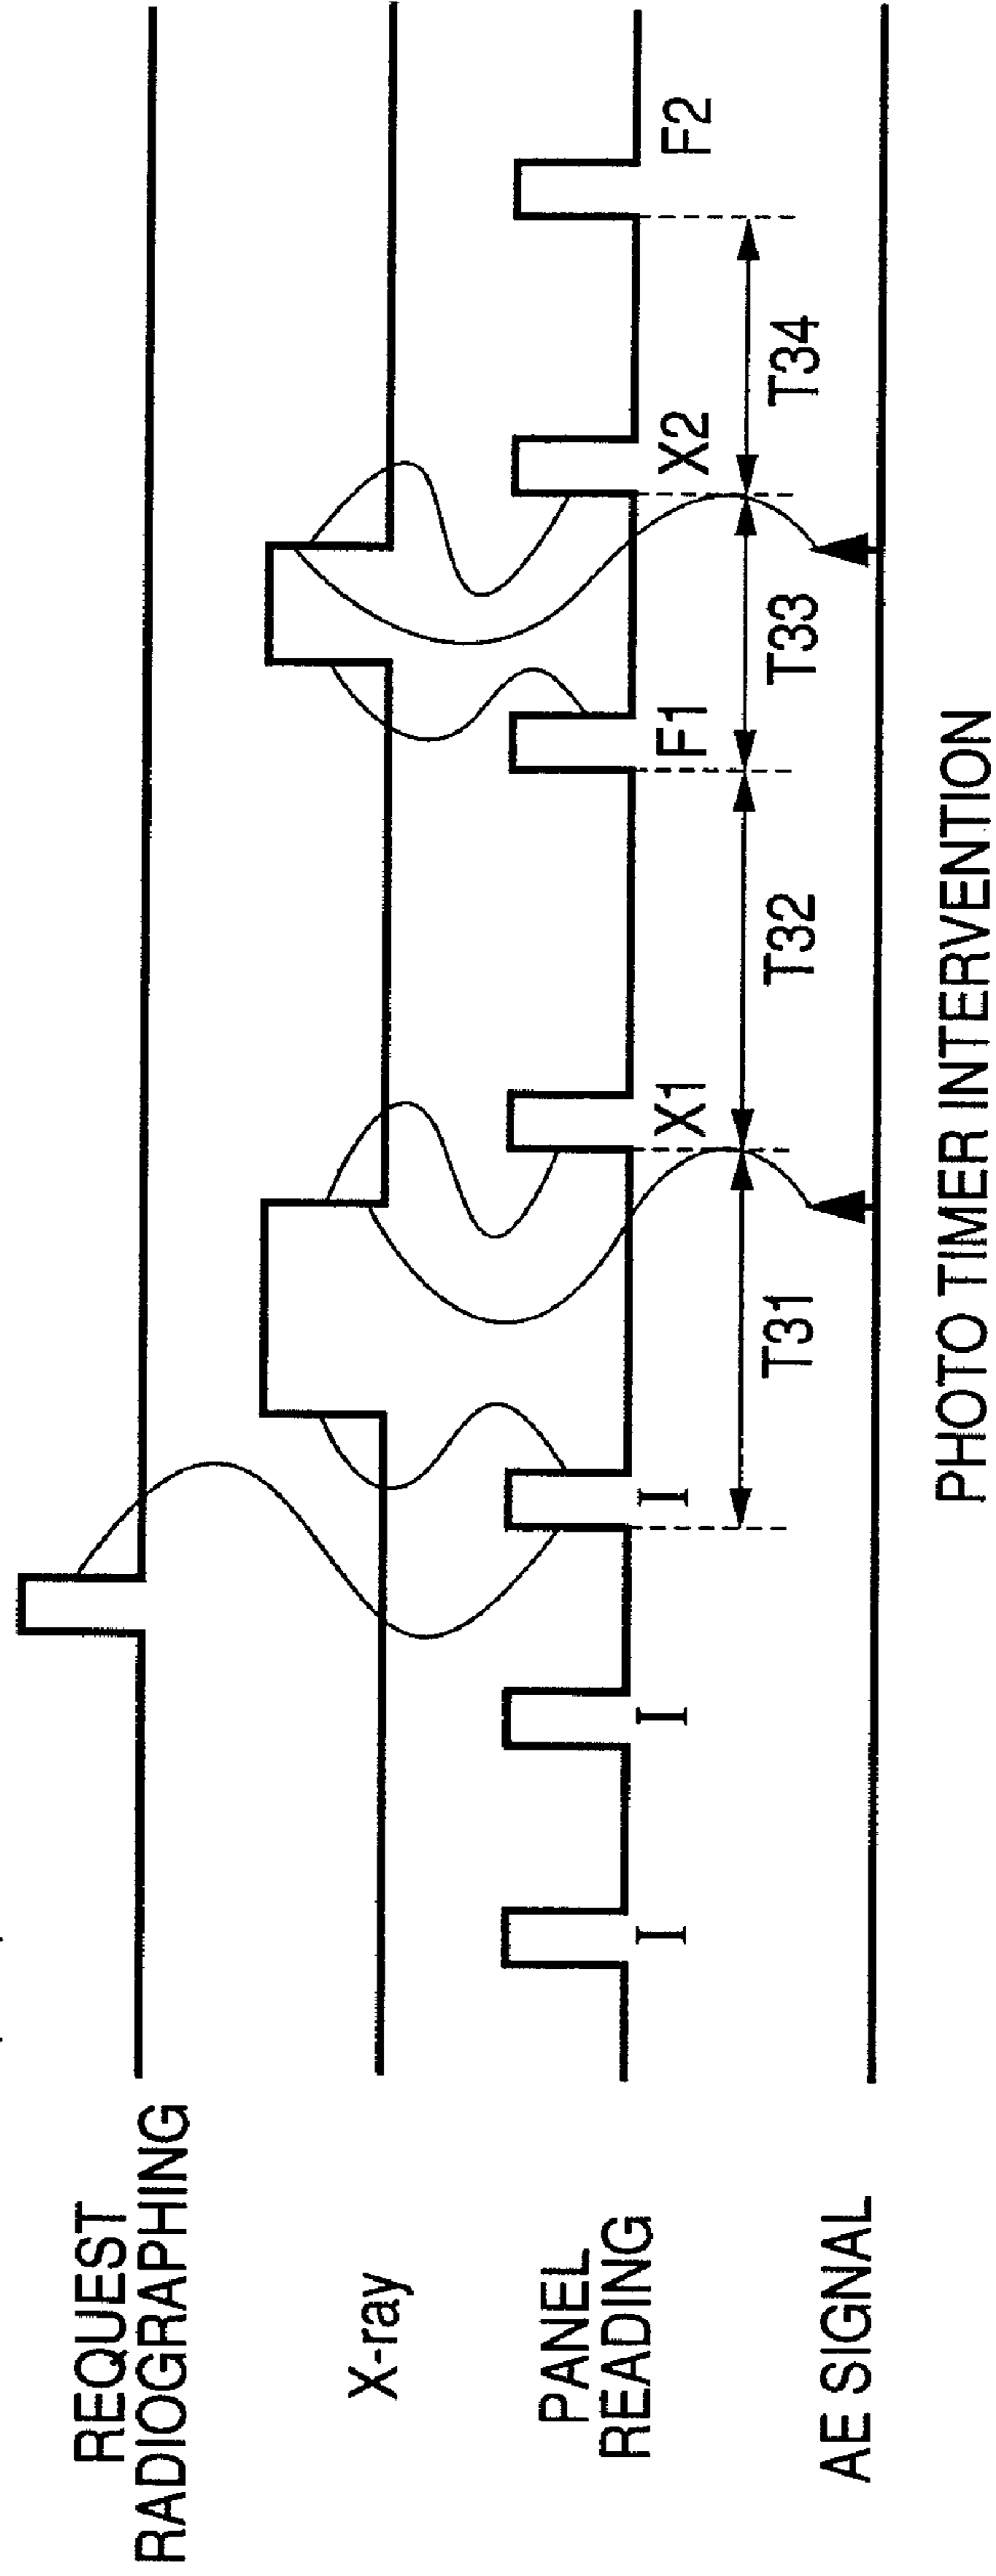 REQUEST
RADIOGRAPHING
X-ray
PANEL
READING
I I I X1 F1 X2 F2
T31 T32 T33 T34
AE SIGNAL
PHOTO TIMER INTERVENTION